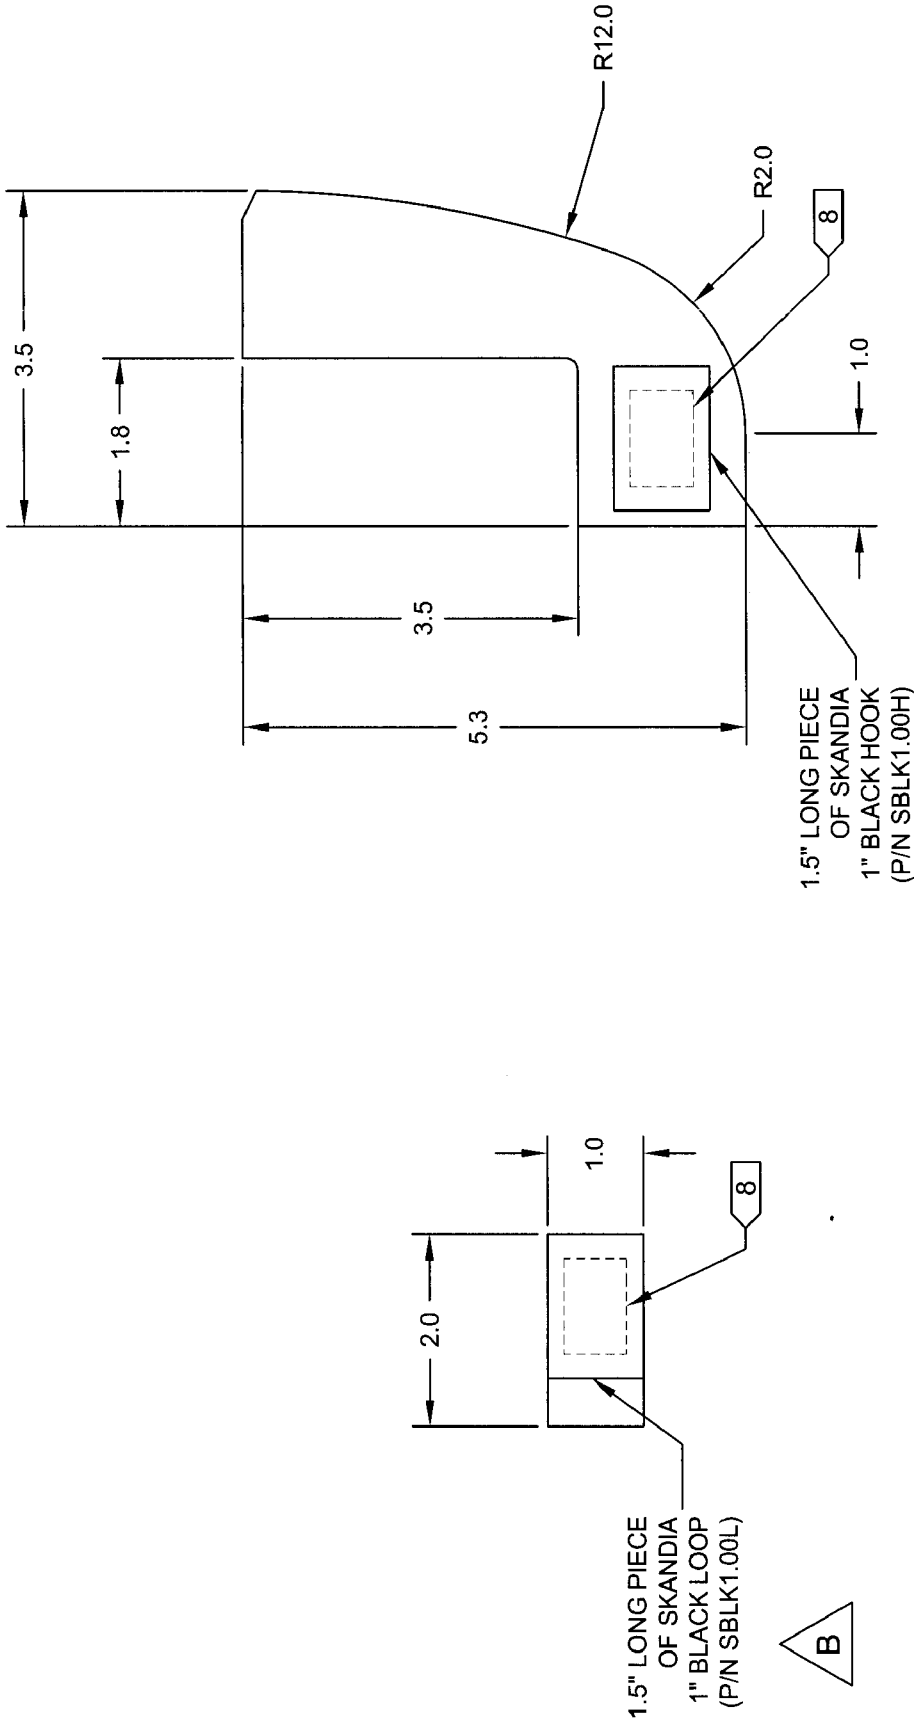 3.5
1.8
3.5
5.3
R12.0
R2.0
8
1.0
1.5" LONG PIECE
OF SKANDIA
1" BLACK HOOK
(P/N SBLK1.00H)
2.0
1.0
8
1.5" LONG PIECE
OF SKANDIA
1" BLACK LOOP
(P/N SBLK1.00L)
B